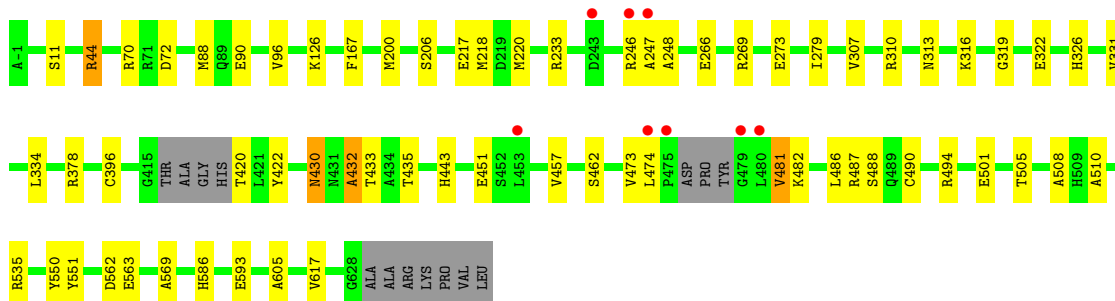 A-1 S11 R44 R70 R71 D72 M88 Q89 E90 V96 K126 F167 M200 S206 E217 M218 D219 M220 R233 D243 R246 A247 A248 E266 R269 E273 I279 V307 R310 N313 K316 G319 E322 H326 V331
L334 R378 C396 G415 THR ALA GLY HIS T420 L421 Y422 N430 N431 A432 T433 A434 T435 H443 E451 S452 L453 V457 S462 V473 L474 P475 ASP PRO TYR G479 L480 V481 K482 L486 R487 S488 Q489 C490 R494 E501 T505 A508 H509 A510
R535 Y550 Y551 D562 E563 A569 H586 E593 A605 V617 G628 ALA ALA ARG LYS PRO VAL LEU